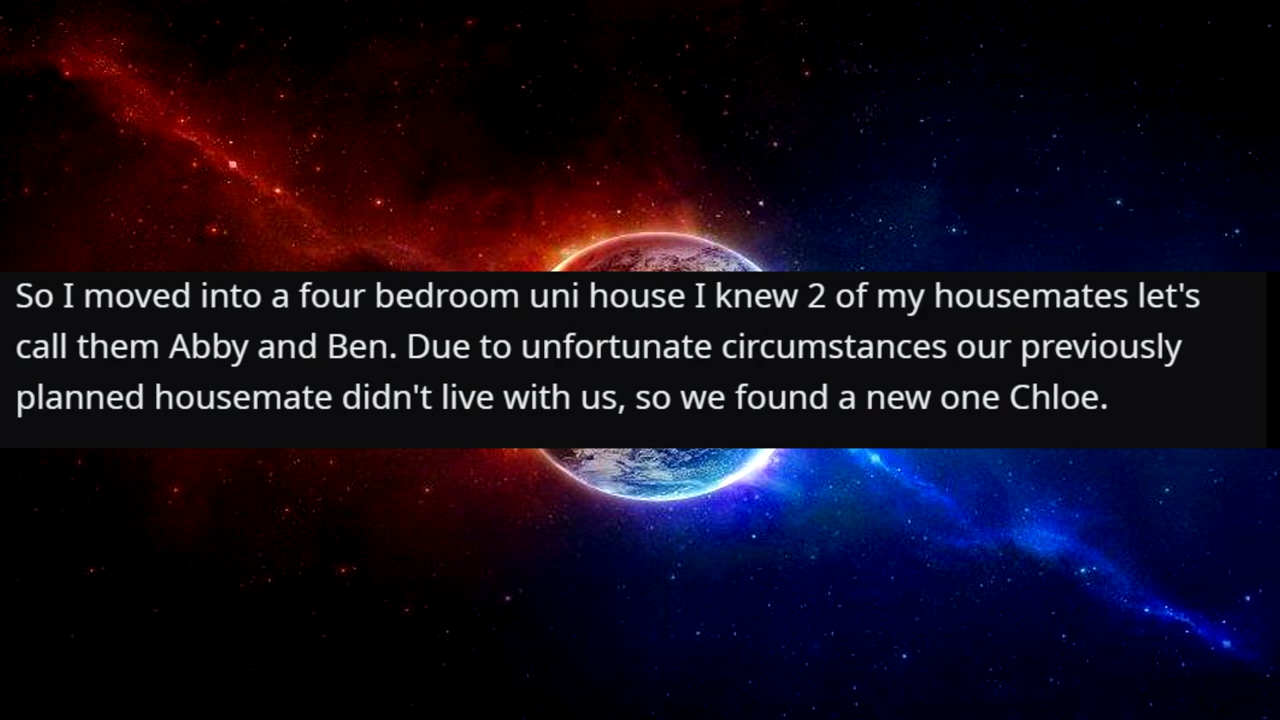 So I moved into a four bedroom uni house I knew 2 of my housemates let's
call them Abby and Ben. Due to unfortunate circumstances our previously
planned housemate didn't live with us, so we found a new one Chloe.